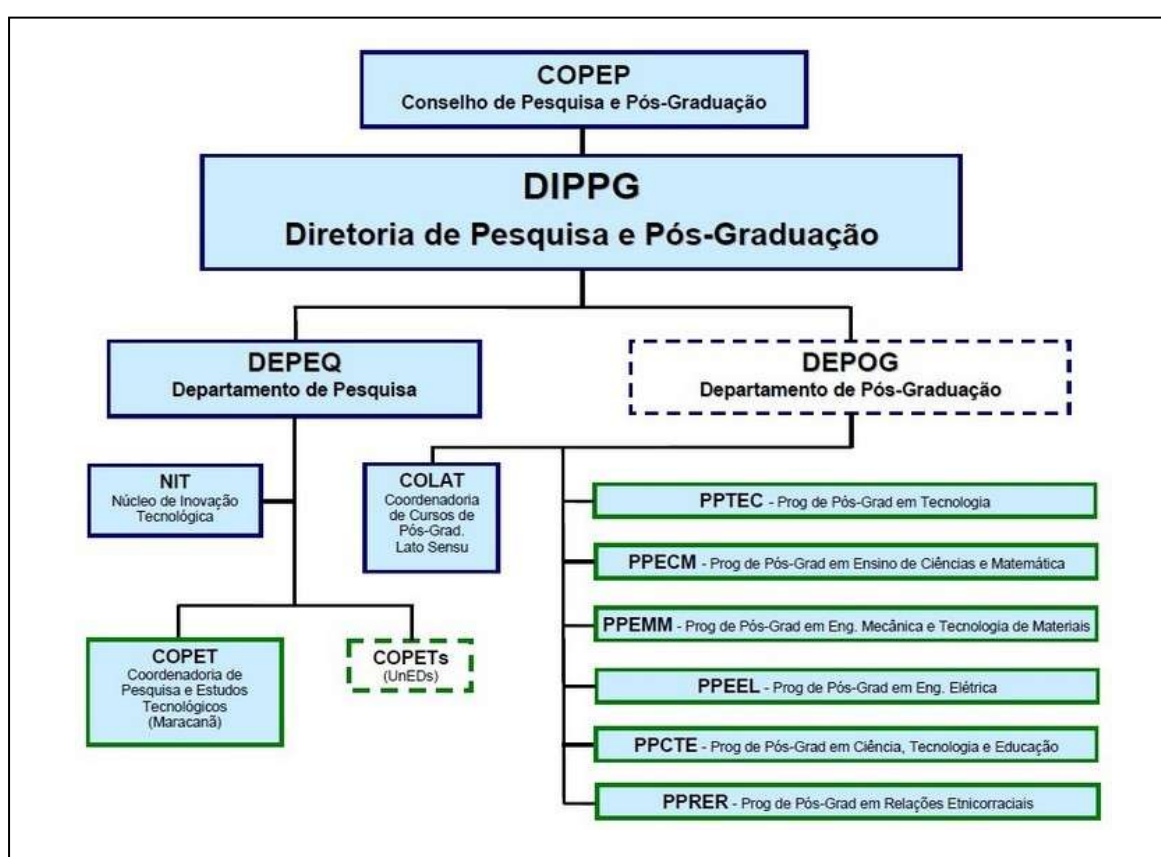 COPEP
Conselho de Pesquisa e Pós-Graduação
DIPPG
Diretoria de Pesquisa e Pós-Graduação
DEPEQ
Departamento de Pesquisa
DEPOG
Departamento de Pós-Graduação
NIT
Núcleo de Inovação
Tecnológica
COLAT
Coordenadoria
de Cursos de
Pós-Grad.
Lato Sensu
PPTEC - Prog de Pós-Grad em Tecnologia
PPECM - Prog de Pós-Grad em Ensino de Ciências e Matemática
PPEMM - Prog de Pós-Grad em Eng. Mecânica e Tecnologia de Materiais
PPEEL - Prog de Pós-Grad em Eng. Elétrica
PPCTE - Prog de Pós-Grad em Ciência, Tecnologia e Educação
PPRER - Prog de Pós-Grad em Relações Etnicorraciais
COPET
Coordenadoria de
Pesquisa e Estudos
Tecnológicos
(Maracanã)
COPETs
(UnEDs)